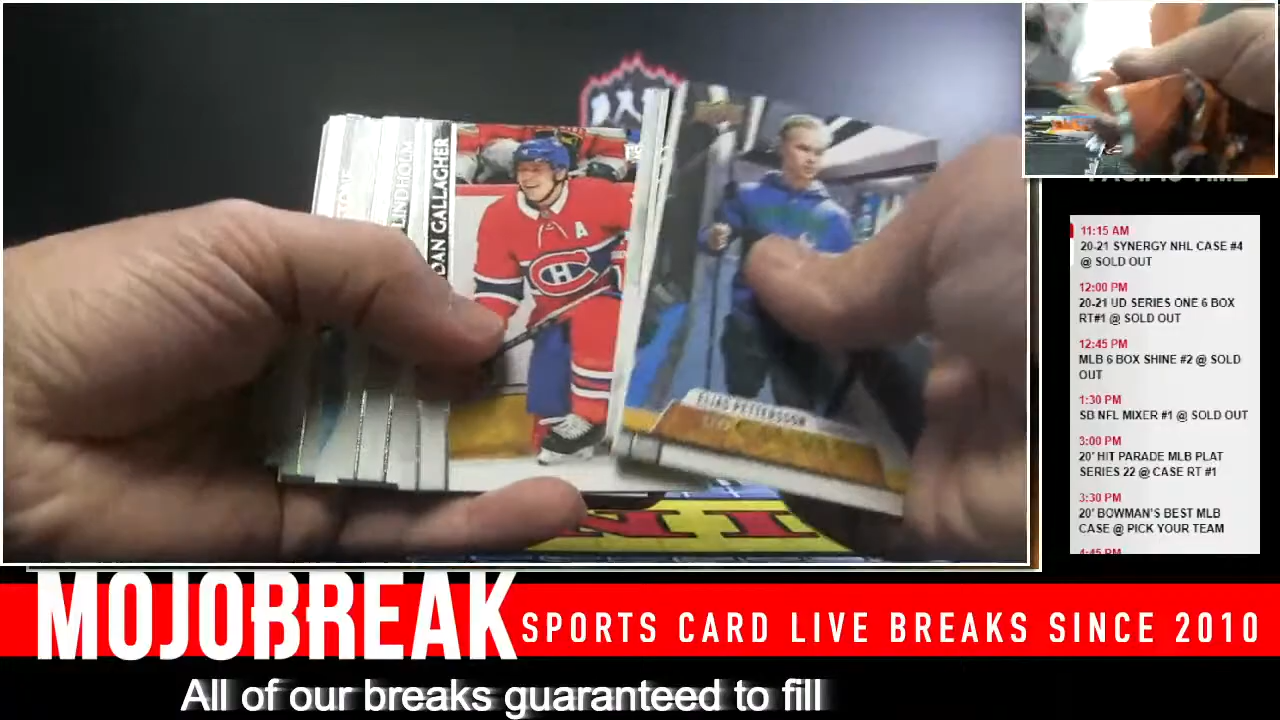 LINDHOLM
DAN GALLAGHER
ELIAS PETTERSSON
11:15 AM
20-21 SYNERGY NHL CASE #4
@ SOLD OUT
12:00 PM
20-21 UD SERIES ONE 6 BOX
RT#1 @ SOLD OUT
12:45 PM
MLB 6 BOX SHINE #2 @ SOLD
OUT
1:30 PM
SB NFL MIXER #1 @ SOLD OUT
3:00 PM
20' HIT PARADE MLB PLAT
SERIES 22 @ CASE RT #1
3:30 PM
20' BOWMAN'S BEST MLB
CASE @ PICK YOUR TEAM
4:45 PM
MOJOBREAK
SPORTS CARD LIVE BREAKS SINCE 2010
All of our breaks guaranteed to fill